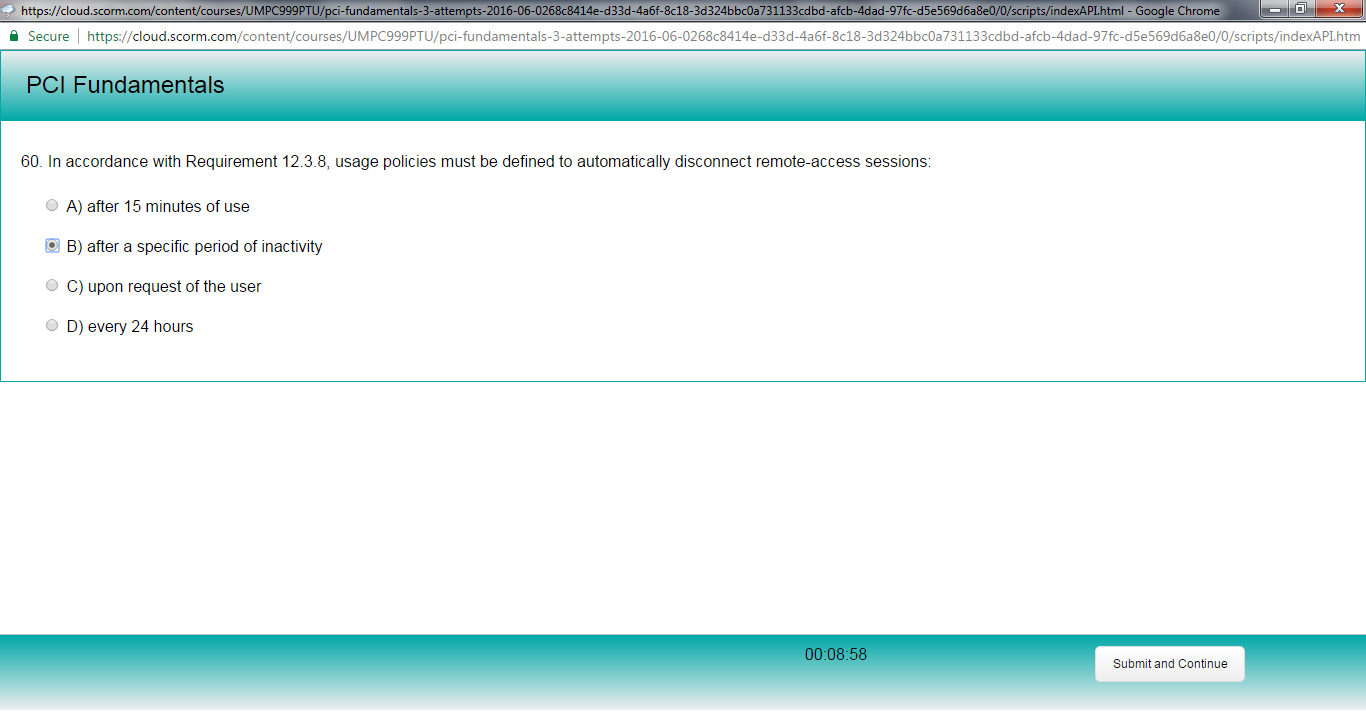 https://cloud.scorm.com/content/courses/UMPC999PTU/pci-fundamentals-3-attempts-2016-06-0268c8414e-d33d-4a6f-8c18-3d324bbc0a731133cdbd-afcb-4dad-97fc-d5e569d6a8e0/0/scripts/indexAPI.html - Google Chrome
Secure https://cloud.scorm.com/content/courses/UMPC999PTU/pci-fundamentals-3-attempts-2016-06-0268c8414e-d33d-4a6f-8c18-3d324bbc0a731133cdbd-afcb-4dad-97fc-d5e569d6a8e0/0/scripts/indexAPI.htm
PCI Fundamentals
60. In accordance with Requirement 12.3.8, usage policies must be defined to automatically disconnect remote-access sessions:
A) after 15 minutes of use
B) after a specific period of inactivity
C) upon request of the user
D) every 24 hours
00:08:58
Submit and Continue